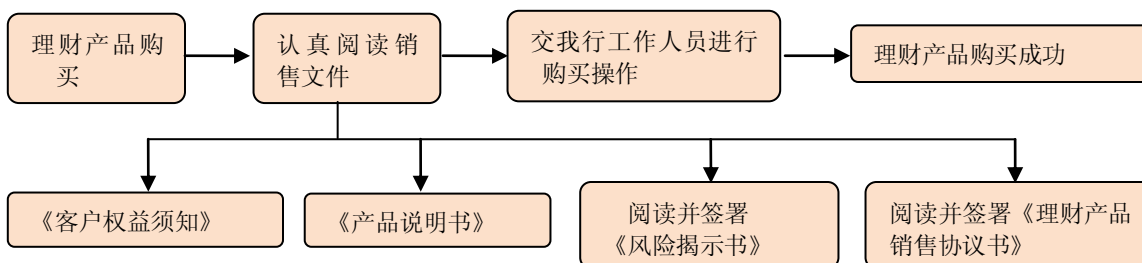 理财产品购
买
认真阅读销
售文件
交我行工作人员进行
购买操作
理财产品购买成功
《客户权益须知》
《产品说明书》
阅读并签署
《风险揭示书》
阅读并签署《理财产品
销售协议书》